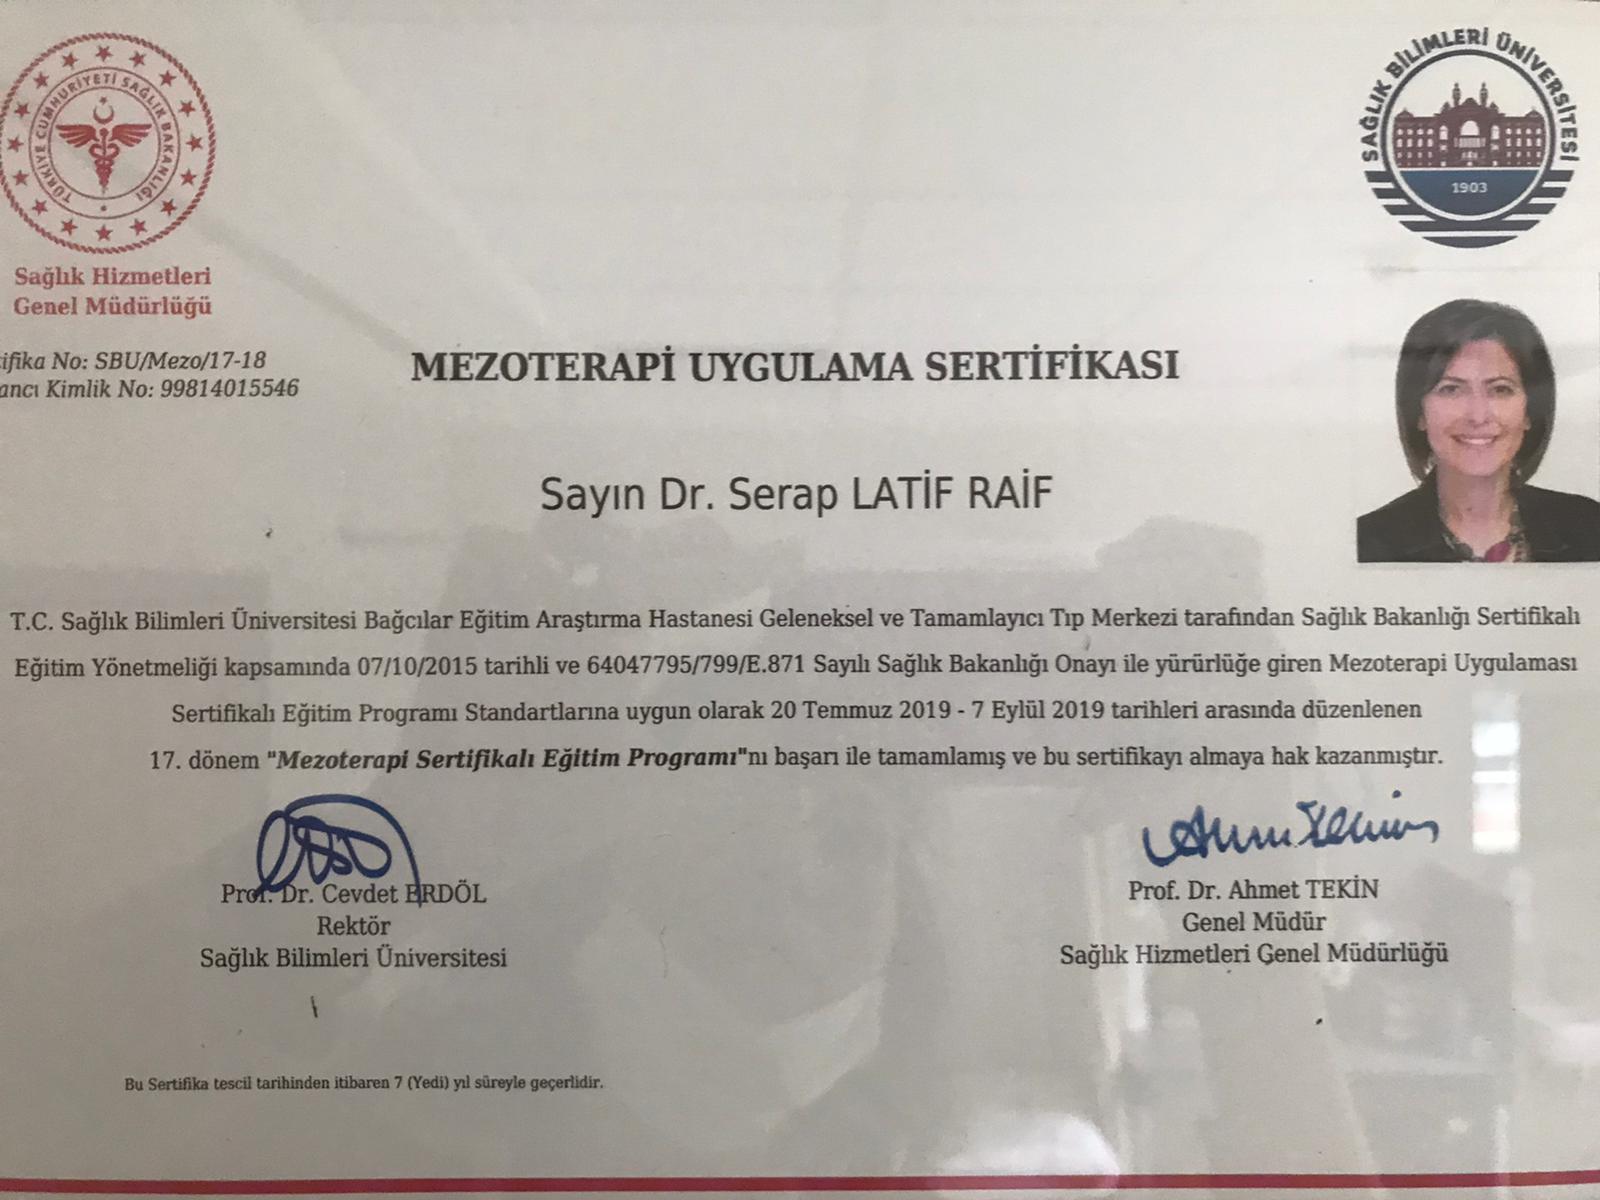 TÜRKİYE CUMHURİYETİ SAĞLIK BAKANLIĞI
SAĞLIK BİLİMLERİ ÜNİVERSİTESİ
1903
Sağlık Hizmetleri
Genel Müdürlüğü
ifika No: SBU/Mezo/17-18
ancı Kimlik No: 99814015546
MEZOTERAPİ UYGULAMA SERTİFİKASI
Sayın Dr. Serap LATİF RAİF
T.C. Sağlık Bilimleri Üniversitesi Bağcılar Eğitim Araştırma Hastanesi Geleneksel ve Tamamlayıcı Tıp Merkezi tarafından Sağlık Bakanlığı Sertifikalı
Eğitim Yönetmeliği kapsamında 07/10/2015 tarihli ve 64047795/799/E.871 Sayılı Sağlık Bakanlığı Onayı ile yürürlüğe giren Mezoterapi Uygulaması
Sertifikalı Eğitim Programı Standartlarına uygun olarak 20 Temmuz 2019 - 7 Eylül 2019 tarihleri arasında düzenlenen
17. dönem "Mezoterapi Sertifikalı Eğitim Programı"nı başarı ile tamamlamış ve bu sertifikayı almaya hak kazanmıştır.
Prof. Dr. Cevdet ERDÖL
Rektör
Sağlık Bilimleri Üniversitesi
Prof. Dr. Ahmet TEKİN
Genel Müdür
Sağlık Hizmetleri Genel Müdürlüğü
Bu Sertifika tescil tarihinden itibaren 7 (Yedi) yıl süreyle geçerlidir.